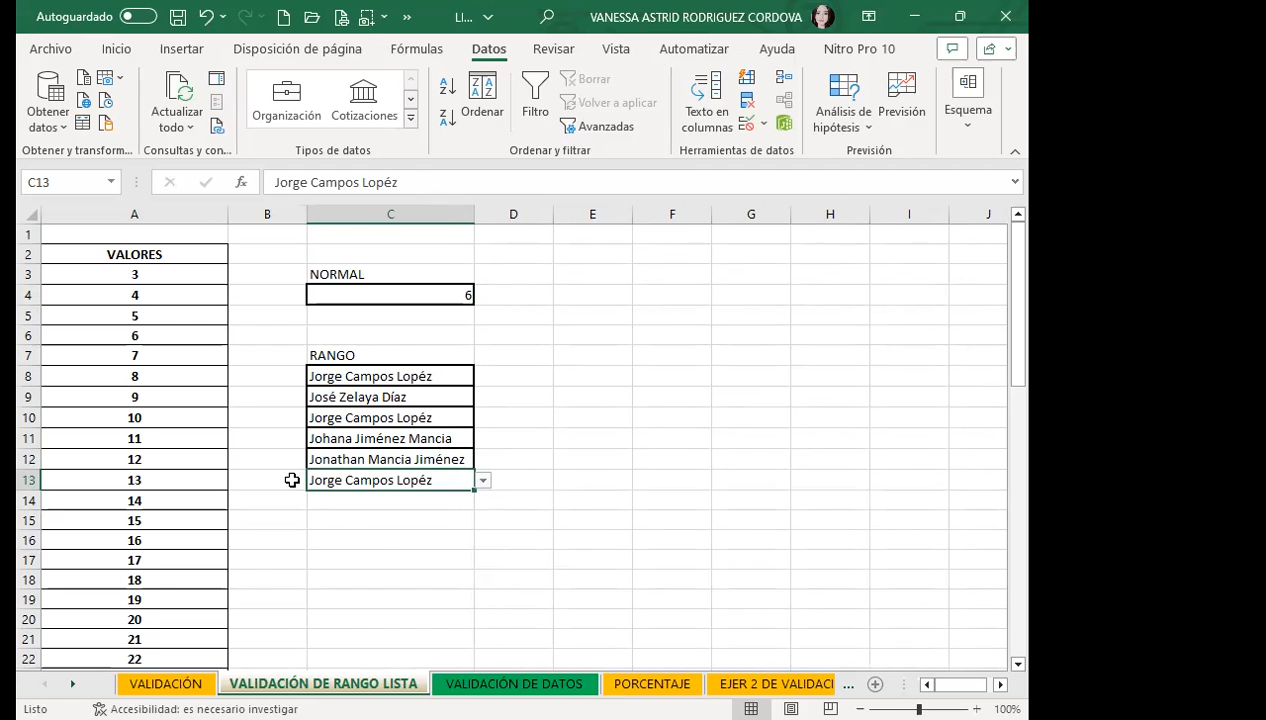 Autoguardado
LI...
VANESSA ASTRID RODRIGUEZ CORDOVA
Archivo Inicio Insertar Disposición de página Fórmulas Datos Revisar Vista Automatizar Ayuda Nitro Pro 10
Obtener datos
Actualizar todo
Organización
Cotizaciones
Ordenar
Filtro
Borrar
Volver a aplicar
Avanzadas
Texto en columnas
Análisis de hipótesis
Previsión
Esquema
Obtener y transform... Consultas y con... Tipos de datos Ordenar y filtrar Herramientas de datos Previsión
C13 fx Jorge Campos Lopéz
A B C D E F G H I J
1
2 VALORES
3 3 NORMAL
4 4 6
5 5
6 6
7 7 RANGO
8 8 Jorge Campos Lopéz
9 9 José Zelaya Díaz
10 10 Jorge Campos Lopéz
11 11 Johana Jiménez Mancia
12 12 Jonathan Mancia Jiménez
13 13 Jorge Campos Lopéz
14 14
15 15
16 16
17 17
18 18
19 19
20 20
21 21
22 22
VALIDACIÓN VALIDACIÓN DE RANGO LISTA VALIDACIÓN DE DATOS PORCENTAJE EJER 2 DE VALIDACI ...
Listo Accesibilidad: es necesario investigar 100%